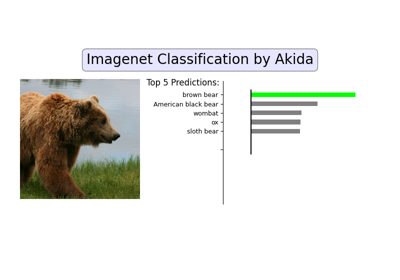 Imagenet Classification by Akida
Top 5 Predictions:
brown bear
American black bear
wombat
ox
sloth bear